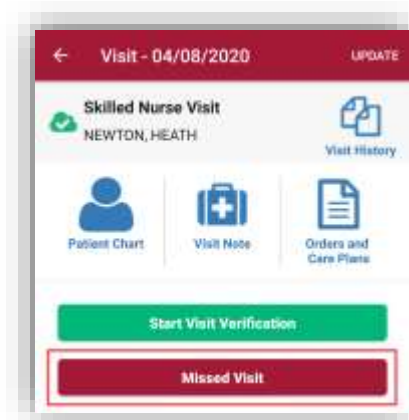 Visit - 04/08/2020 UPDATE
Skilled Nurse Visit
NEWTON, HEATH
Visit History
Patient Chart Visit Note Orders and
Care Plans
Start Visit Verification
Missed Visit